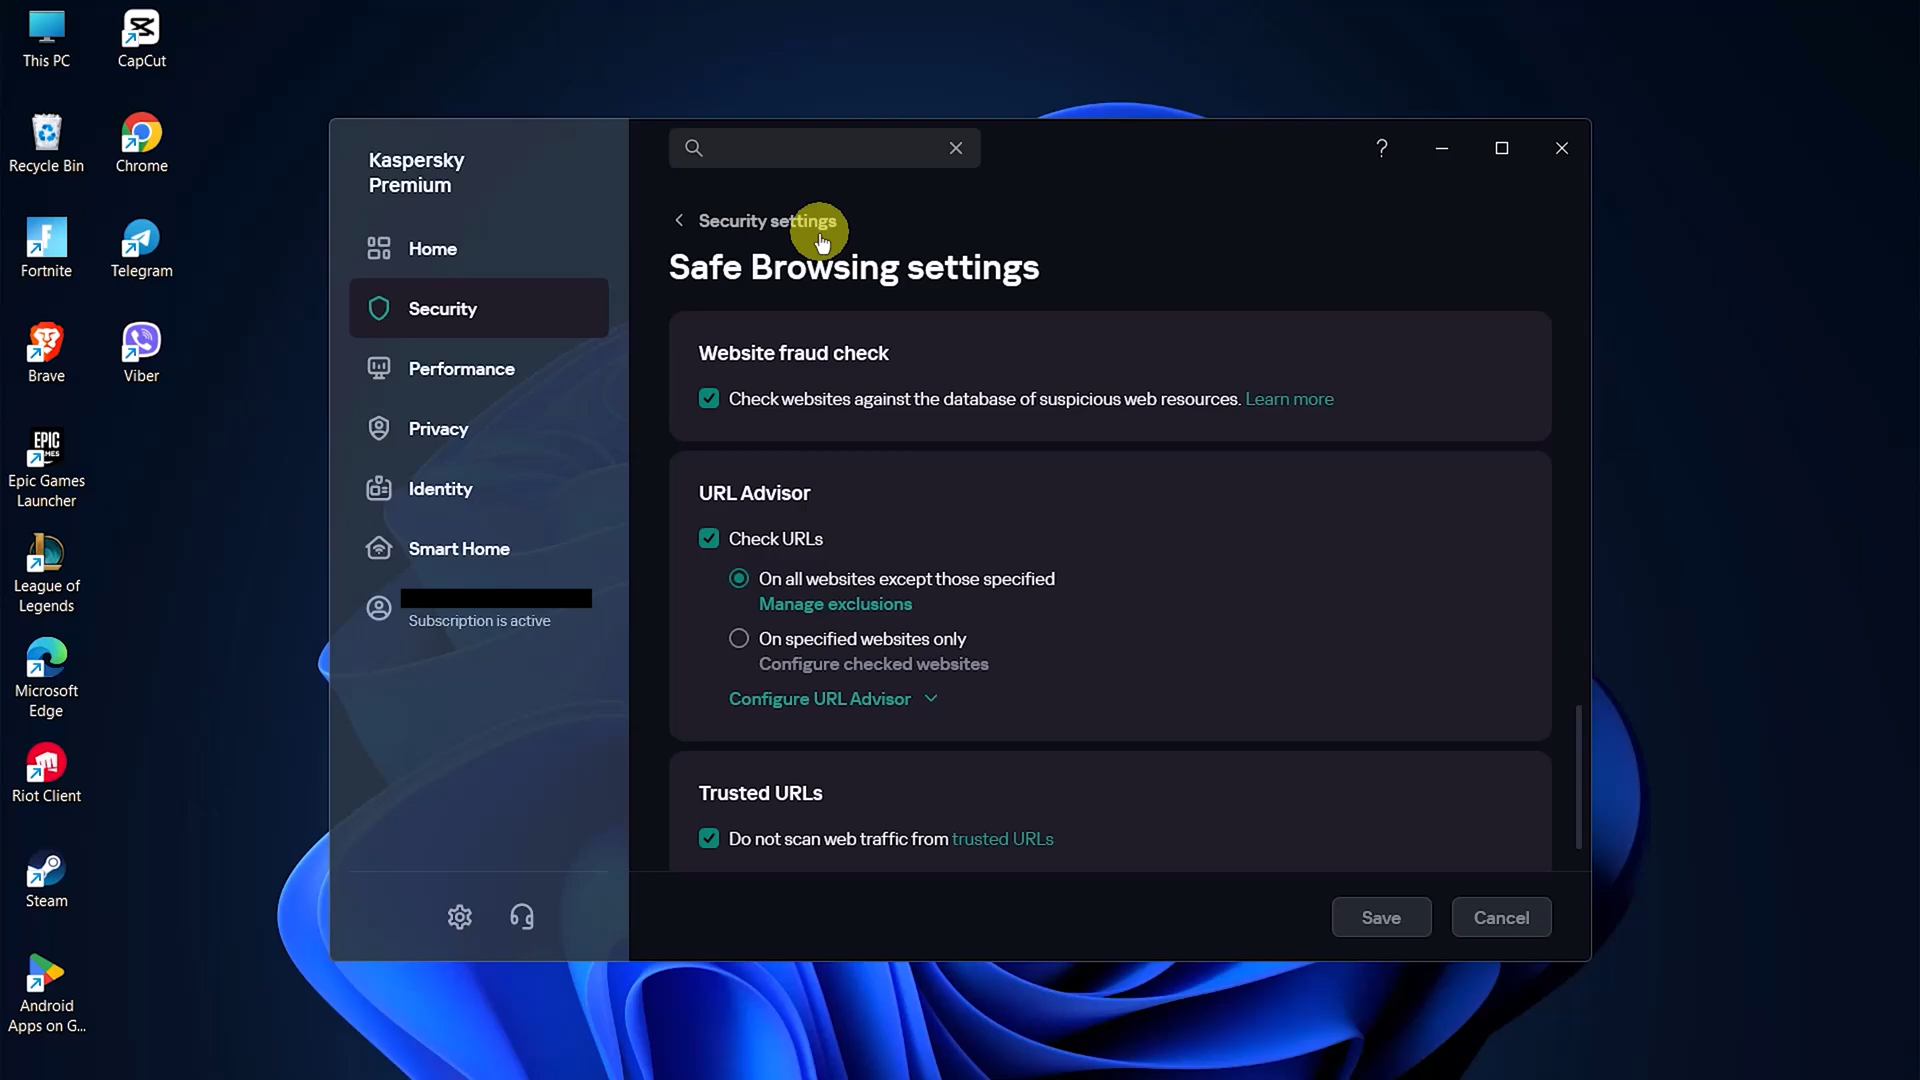 This PC
CapCut
Recycle Bin
Chrome
Fortnite
Telegram
Brave
Viber
EPIC
GAMES
Epic Games
Launcher
League of
Legends
Microsoft
Edge
Riot Client
Steam
Android
Apps on G...
Kaspersky
Premium
Home
Security
Performance
Privacy
Identity
Smart Home
Subscription is active
?
Security settings
Safe Browsing settings
Website fraud check
Check websites against the database of suspicious web resources. Learn more
URL Advisor
Check URLs
On all websites except those specified
Manage exclusions
On specified websites only
Configure checked websites
Configure URL Advisor
Trusted URLs
Do not scan web traffic from trusted URLs
Save
Cancel